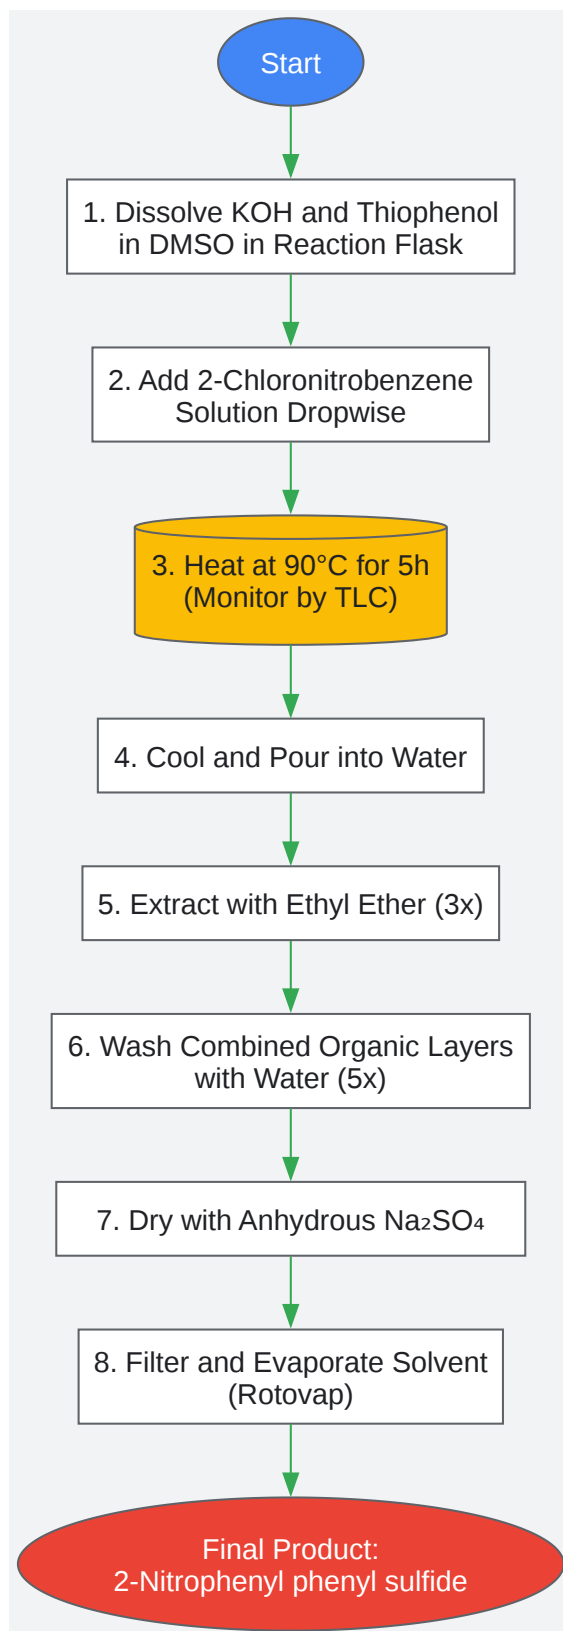 Start
1. Dissolve KOH and Thiophenol
in DMSO in Reaction Flask
2. Add 2-Chloronitrobenzene
Solution Dropwise
3. Heat at 90°C for 5h
(Monitor by TLC)
4. Cool and Pour into Water
5. Extract with Ethyl Ether (3x)
6. Wash Combined Organic Layers
with Water (5x)
7. Dry with Anhydrous Na₂SO₄
8. Filter and Evaporate Solvent
(Rotovap)
Final Product:
2-Nitrophenyl phenyl sulfide